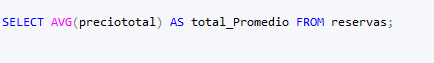 SELECT AVG(preciototal) AS total_Promedio FROM reservas;